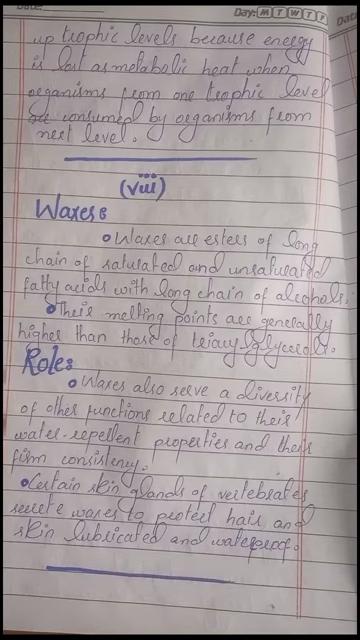 Date:
Day: M T W T F
up trophic levels because energy
is lost as metabolic heat when
organisms from one trophic level
are consumed by organisms from
next level.
(viii)
Waxes:
• Waxes are esters of long
chain of saturated and unsaturated
fatty acids with long chain of alcohols.
• Their melting points are generally
higher than those of triacylglycerols.
Role:
• Waxes also serve a diversity
of other functions related to their
water-repellent properties and their
firm consistency.
• Certain skin glands of vertebrates
secrete waxes to protect hair and
skin lubricated and waterproof.